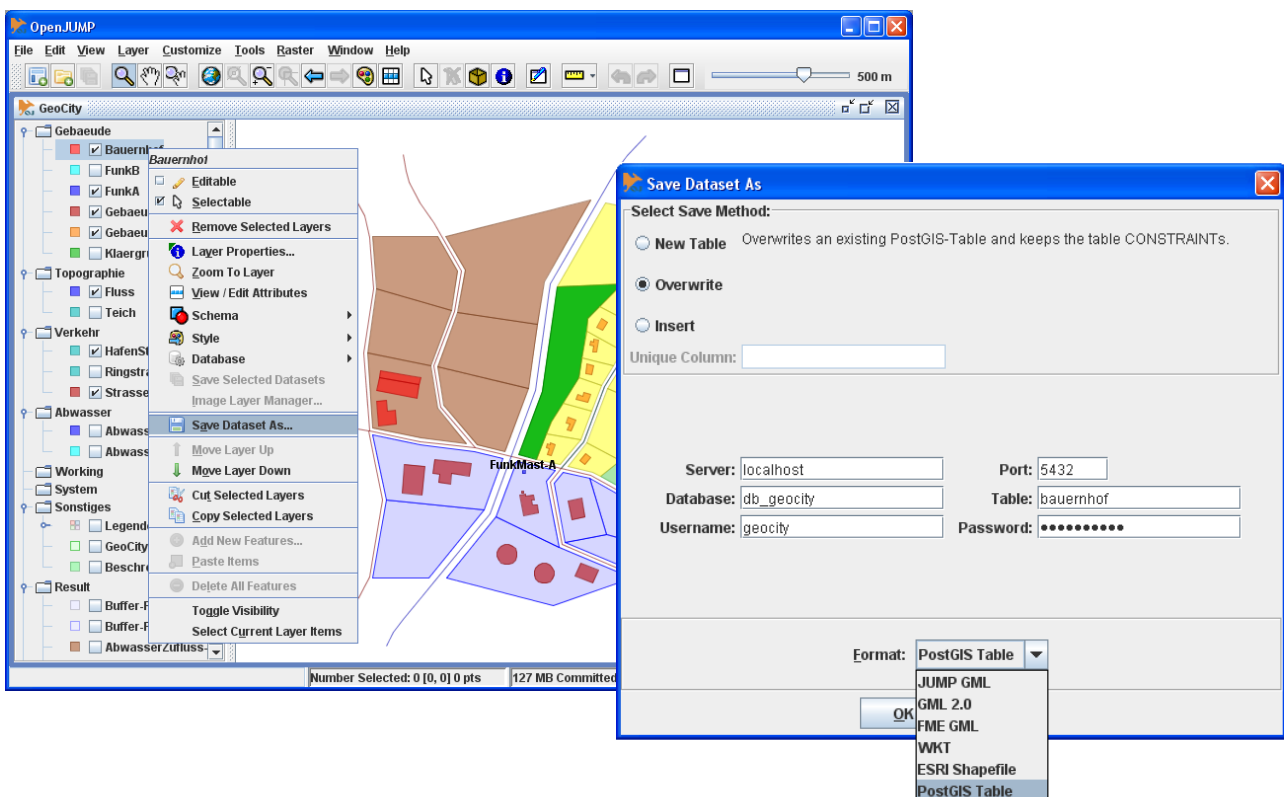 OpenJUMP
File Edit View Layer Customize Tools Raster Window Help
500 m
GeoCity
Gebaeude
Bauernhof
FunkB
FunkA
Gebaeu
Gebaeu
Klaergr
Topographie
Fluss
Teich
Verkehr
HafenSt
Ringstra
Strasse
Abwasser
Abwass
Abwass
Working
System
Sonstiges
Legende
GeoCity
Beschre
Result
Buffer-F
Buffer-F
AbwasserZufluss-
Bauernhof
Editable
Selectable
Remove Selected Layers
Layer Properties...
Zoom To Layer
View / Edit Attributes
Schema
Style
Database
Save Selected Datasets
Image Layer Manager...
Save Dataset As...
Move Layer Up
Move Layer Down
Cut Selected Layers
Copy Selected Layers
Add New Features...
Paste Items
Delete All Features
Toggle Visibility
Select Current Layer Items
FunkMast-A
Number Selected: 0 [0, 0] 0 pts 127 MB Committed
Save Dataset As
Select Save Method:
New Table Overwrites an existing PostGIS-Table and keeps the table CONSTRAINTs.
Overwrite
Insert
Unique Column:
Server: localhost Port: 5432
Database: db_geocity Table: bauernhof
Username: geocity Password: ●●●●●●●●●●
Format: PostGIS Table
OK
JUMP GML
GML 2.0
FME GML
WKT
ESRI Shapefile
PostGIS Table